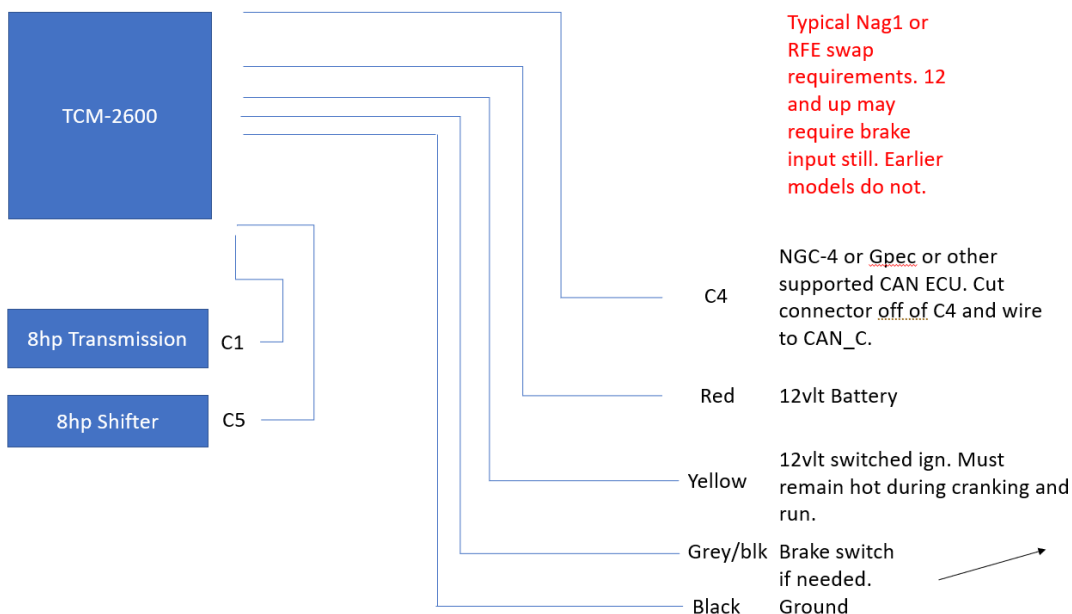 TCM-2600
Typical Nag1 or
RFE swap
requirements. 12
and up may
require brake
input still. Earlier
models do not.
8hp Transmission
C1
8hp Shifter
C5
C4
NGC-4 or Gpec or other
supported CAN ECU. Cut
connector off of C4 and wire
to CAN_C.
Red
12vlt Battery
Yellow
12vlt switched ign. Must
remain hot during cranking and
run.
Grey/blk
Brake switch
if needed.
Black
Ground